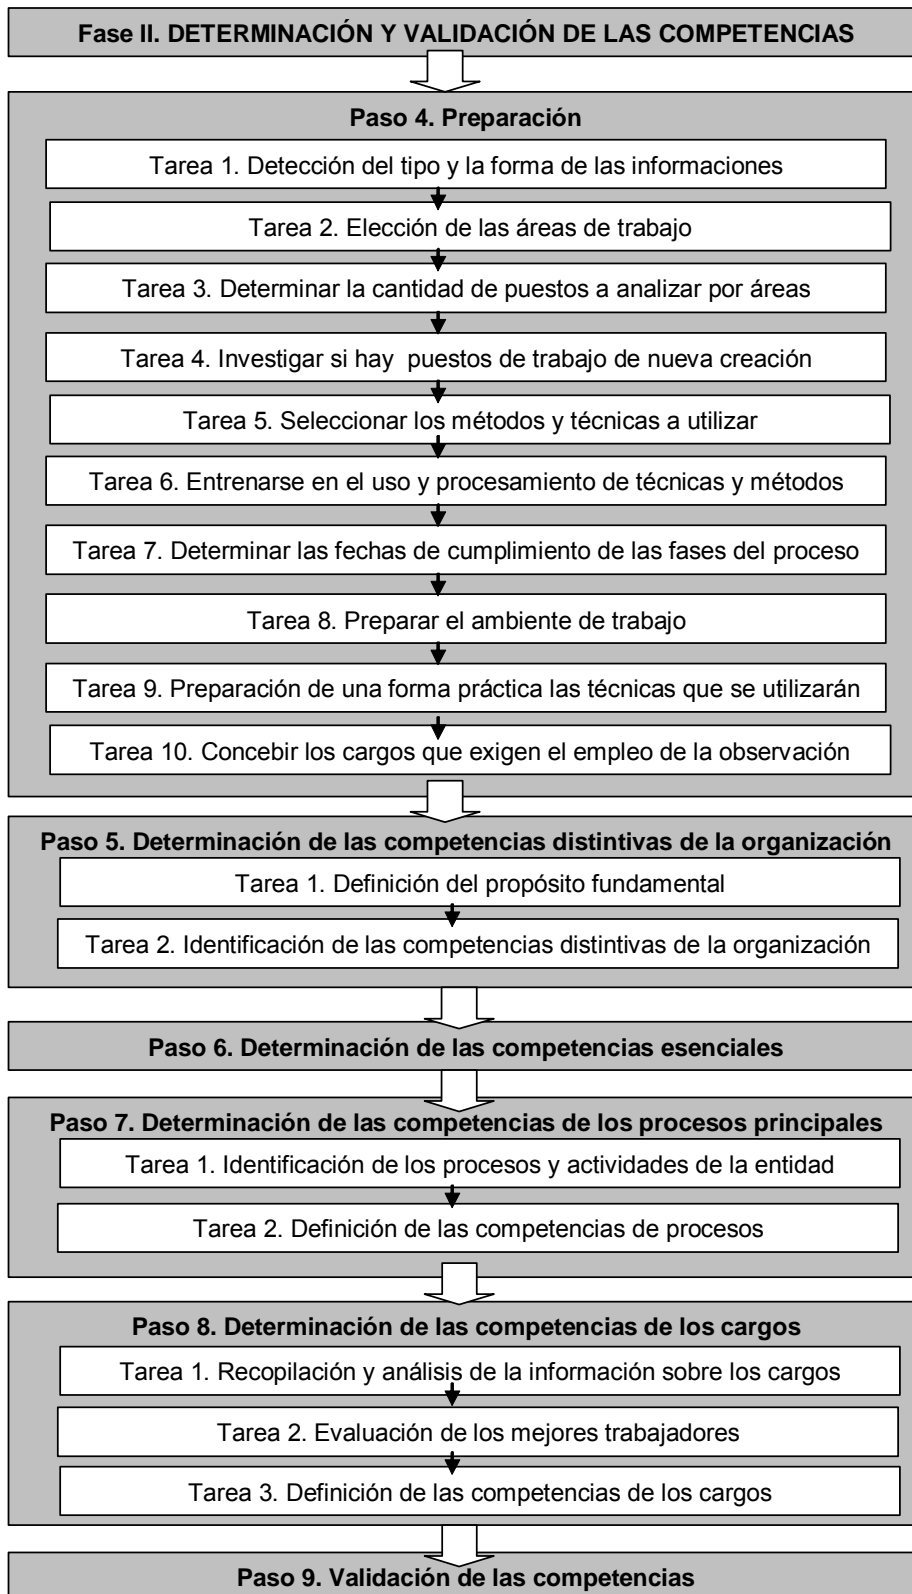 Fase II. DETERMINACIÓN Y VALIDACIÓN DE LAS COMPETENCIAS
Paso 4. Preparación
Tarea 1. Detección del tipo y la forma de las informaciones
Tarea 2. Elección de las áreas de trabajo
Tarea 3. Determinar la cantidad de puestos a analizar por áreas
Tarea 4. Investigar si hay  puestos de trabajo de nueva creación
Tarea 5. Seleccionar los métodos y técnicas a utilizar
Tarea 6. Entrenarse en el uso y procesamiento de técnicas y métodos
Tarea 7. Determinar las fechas de cumplimiento de las fases del proceso
Tarea 8. Preparar el ambiente de trabajo
Tarea 9. Preparación de una forma práctica las técnicas que se utilizarán
Tarea 10. Concebir los cargos que exigen el empleo de la observación
Paso 5. Determinación de las competencias distintivas de la organización
Tarea 1. Definición del propósito fundamental
Tarea 2. Identificación de las competencias distintivas de la organización
Paso 6. Determinación de las competencias esenciales
Paso 7. Determinación de las competencias de los procesos principales
Tarea 1. Identificación de los procesos y actividades de la entidad
Tarea 2. Definición de las competencias de procesos
Paso 8. Determinación de las competencias de los cargos
Tarea 1. Recopilación y análisis de la información sobre los cargos
Tarea 2. Evaluación de los mejores trabajadores
Tarea 3. Definición de las competencias de los cargos
Paso 9. Validación de las competencias